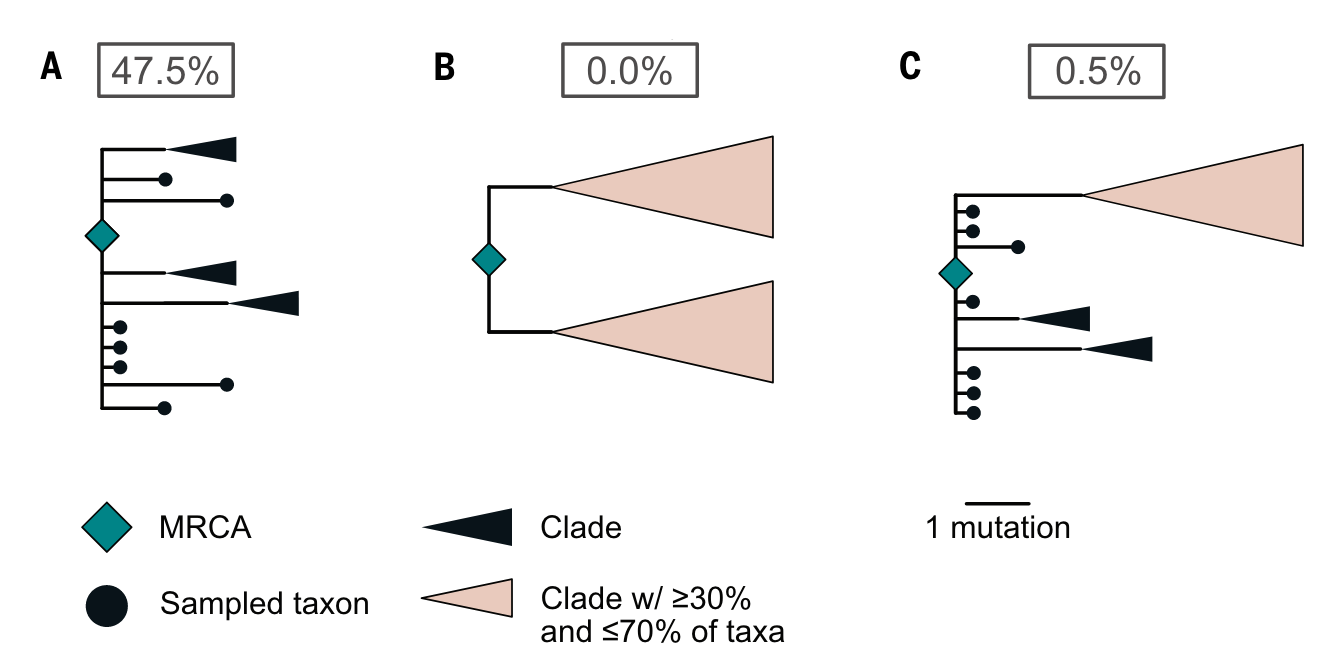 A
47.5%
B
0.0%
C
0.5%
MRCA
Clade
1 mutation
Sampled taxon
Clade w/ ≥30%
and ≤70% of taxa